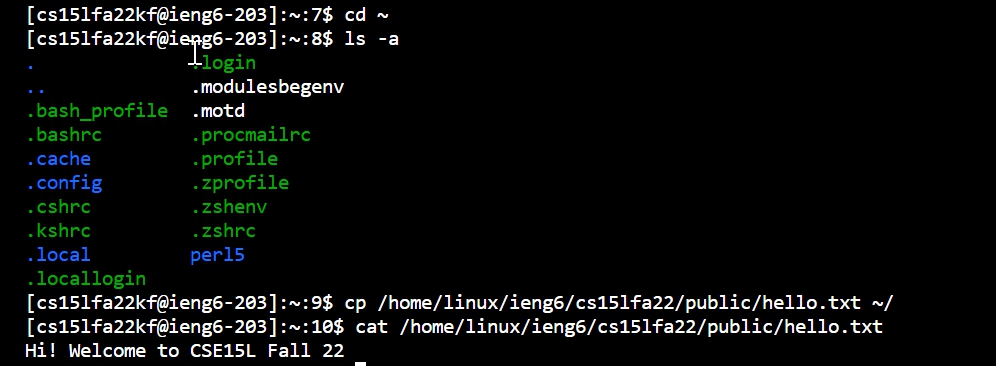 [cs15lfa22kf@ieng6-203]:~:7$ cd ~
[cs15lfa22kf@ieng6-203]:~:8$ ls -a
.              .login
..             .modulesbegenv
.bash_profile  .motd
.bashrc        .procmailrc
.cache         .profile
.config        .zprofile
.cshrc         .zshenv
.kshrc         .zshrc
.local         perl5
.locallogin
[cs15lfa22kf@ieng6-203]:~:9$ cp /home/linux/ieng6/cs15lfa22/public/hello.txt ~/
[cs15lfa22kf@ieng6-203]:~:10$ cat /home/linux/ieng6/cs15lfa22/public/hello.txt
Hi! Welcome to CSE15L Fall 22